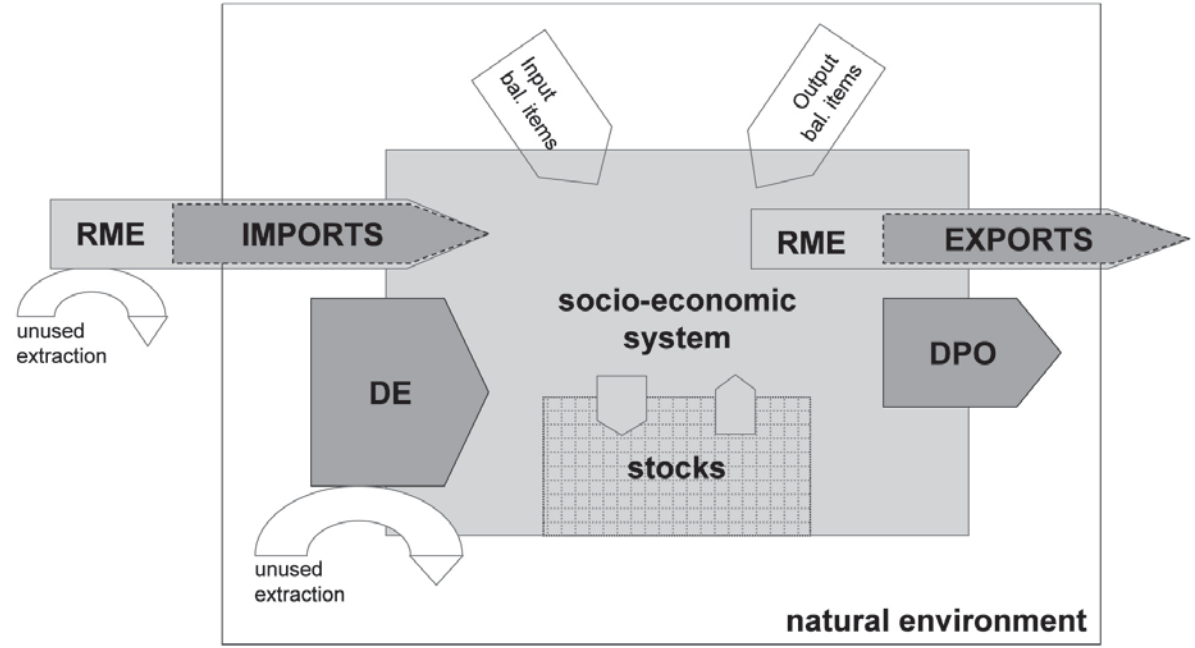 Input
bal. items
Output
bal. items
RME
IMPORTS
RME
EXPORTS
unused
extraction
socio-economic
system
DE
DPO
stocks
unused
extraction
natural environment